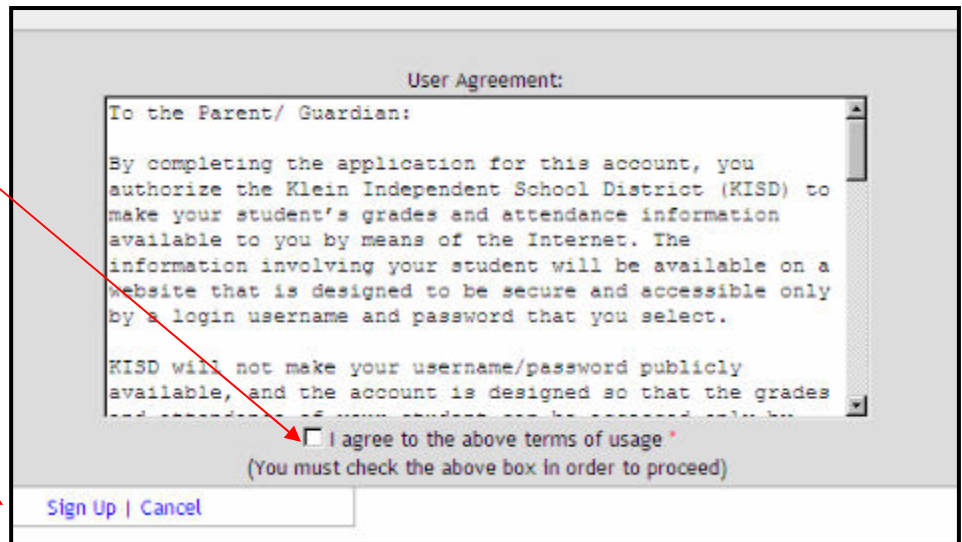 User Agreement:
To the Parent/ Guardian:
By completing the application for this account, you
authorize the Klein Independent School District (KISD) to
make your student's grades and attendance information
available to you by means of the Internet. The
information involving your student will be available on a
website that is designed to be secure and accessible only
by a login username and password that you select.
KISD will not make your username/password publicly
available, and the account is designed so that the grades
I agree to the above terms of usage *
(You must check the above box in order to proceed)
Sign Up | Cancel